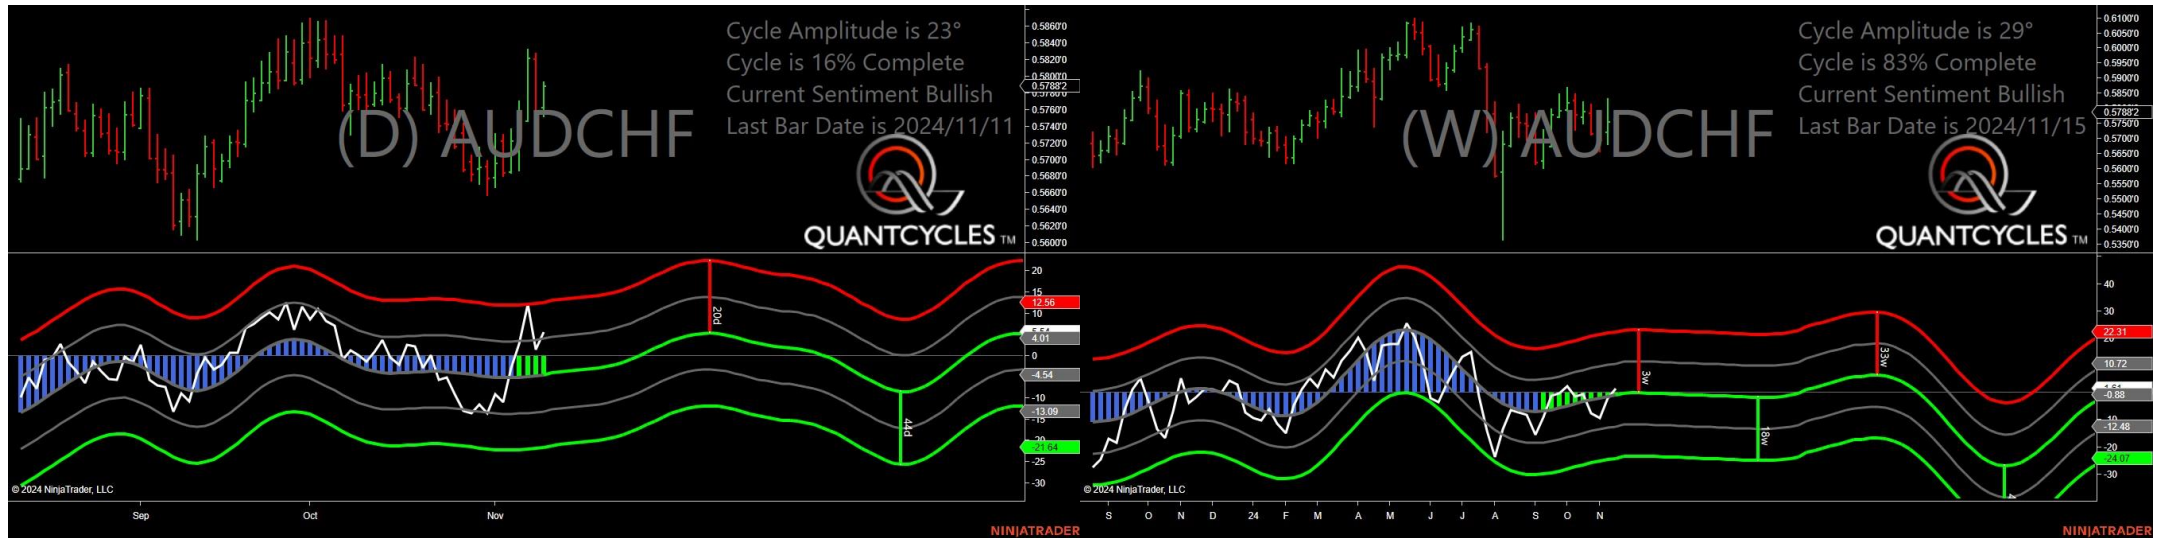 Cycle Amplitude is 23°
Cycle is 16% Complete
Current Sentiment Bullish
Last Bar Date is 2024/11/11
(D) AUDCHF
QUANTCYCLES TM
0.5860'0
0.5840'0
0.5820'0
0.5800'0
0.5788'2
0.5760'0
0.5740'0
0.5720'0
0.5700'0
0.5680'0
0.5660'0
0.5640'0
0.5620'0
0.5600'0
20d
44d
20
15
12.56
10
4.01
0
-4.54
-10
-13.09
-15
-21.64
-25
-30
© 2024 NinjaTrader, LLC
Sep
Oct
Nov
NINJATRADER
Cycle Amplitude is 29°
Cycle is 83% Complete
Current Sentiment Bullish
Last Bar Date is 2024/11/15
(W) AUDCHF
QUANTCYCLES TM
0.6100'0
0.6050'0
0.6000'0
0.5950'0
0.5900'0
0.5850'0
0.5788'2
0.5750'0
0.5700'0
0.5650'0
0.5600'0
0.5550'0
0.5500'0
0.5450'0
0.5400'0
0.5350'0
3w
18w
33w
40
30
22.31
20
10.72
-0.88
-10
-12.48
-20
-24.07
-30
© 2024 NinjaTrader, LLC
S
O
N
D
24
F
M
A
M
J
J
A
S
O
N
NINJATRADER